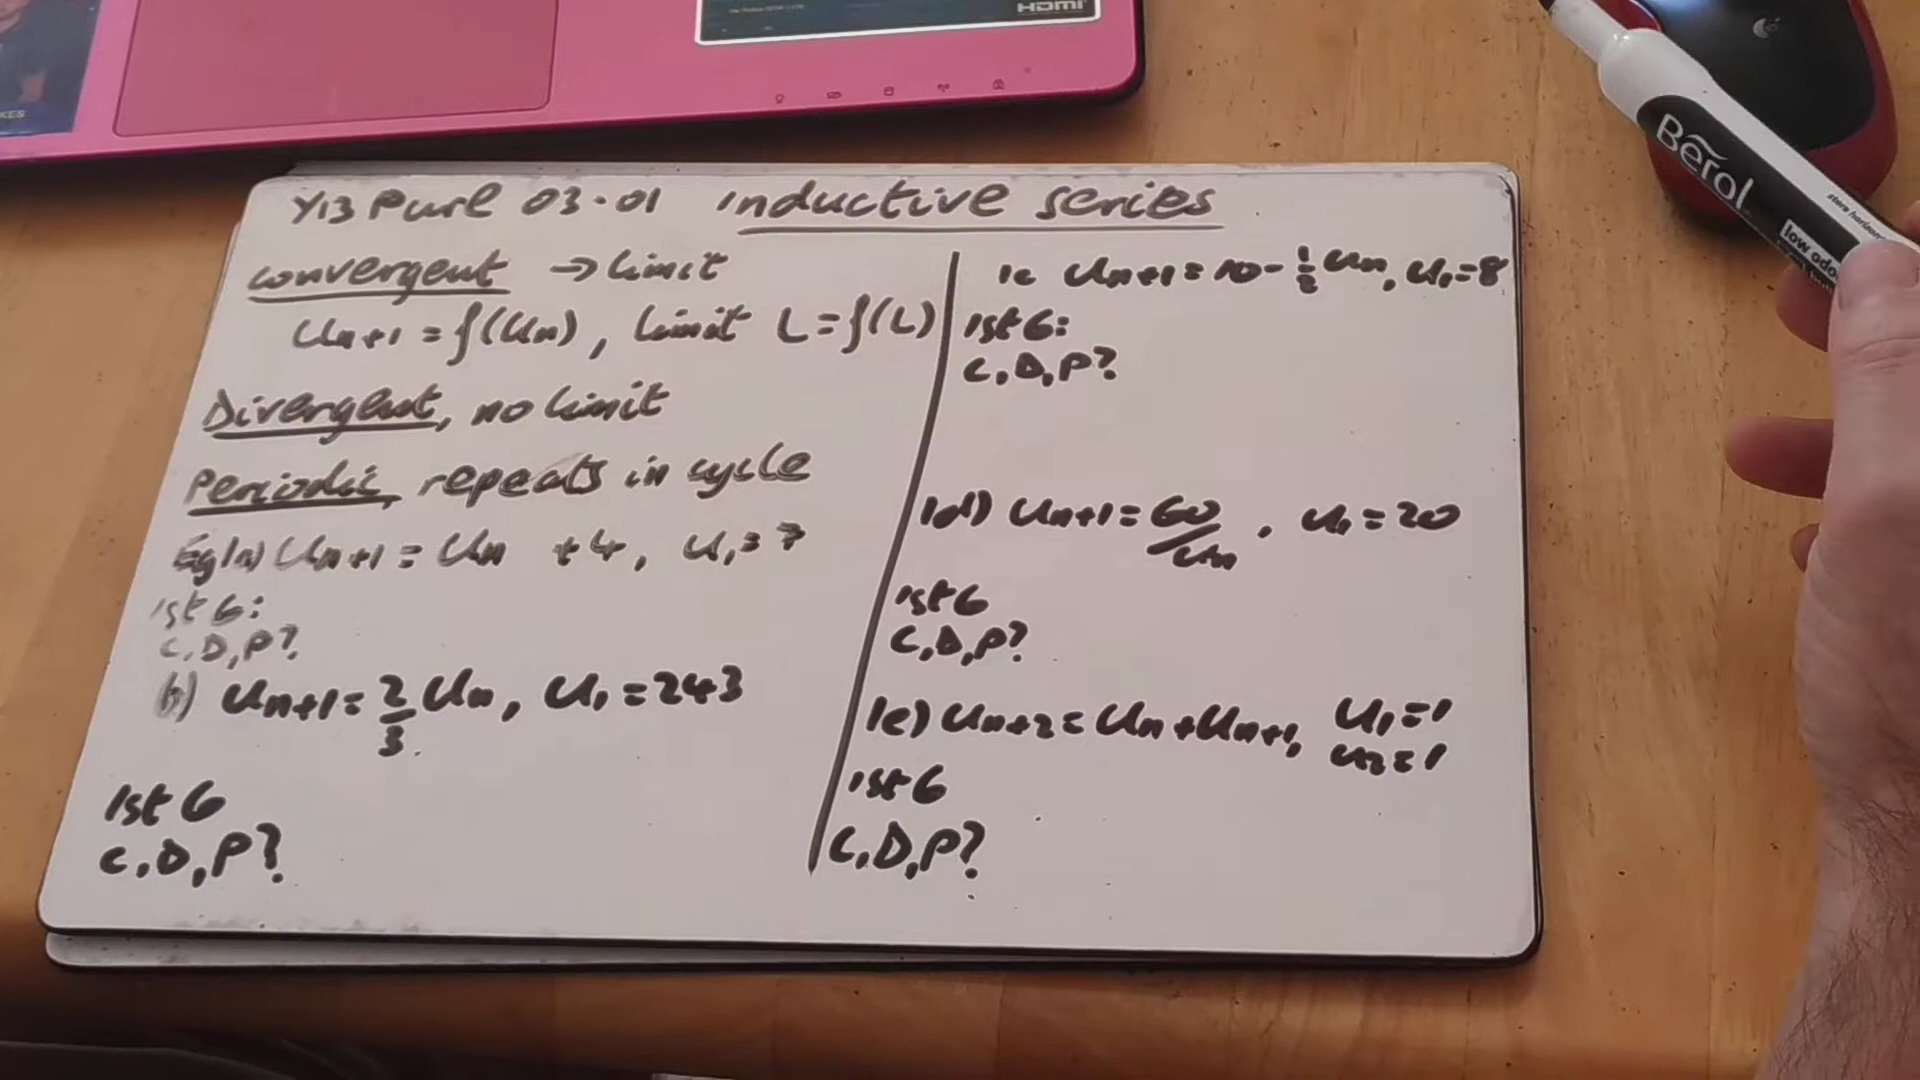 HDMI
KES
Berol
low odo
Y13 Pure 03.01 inductive series
convergent → limit
Un+1 = f(Un), limit L = f(L)
Divergent, no limit
Periodic, repeats in cycle
Eg1a) Un+1 = Un + 4, U1 = 7
1st 6:
C, D, P?
b) Un+1 = 2/3 Un, U1 = 243
1st 6
C, D, P?
1c Un+1 = 10 - 1/2 Un, U1 = 8
1st 6:
C, D, P?
1d) Un+1 = 60/Un, U1 = 20
1st 6
C, D, P?
1e) Un+2 = Un + Un+1, U1 = 1
U2 = 1
1st 6
C, D, P?